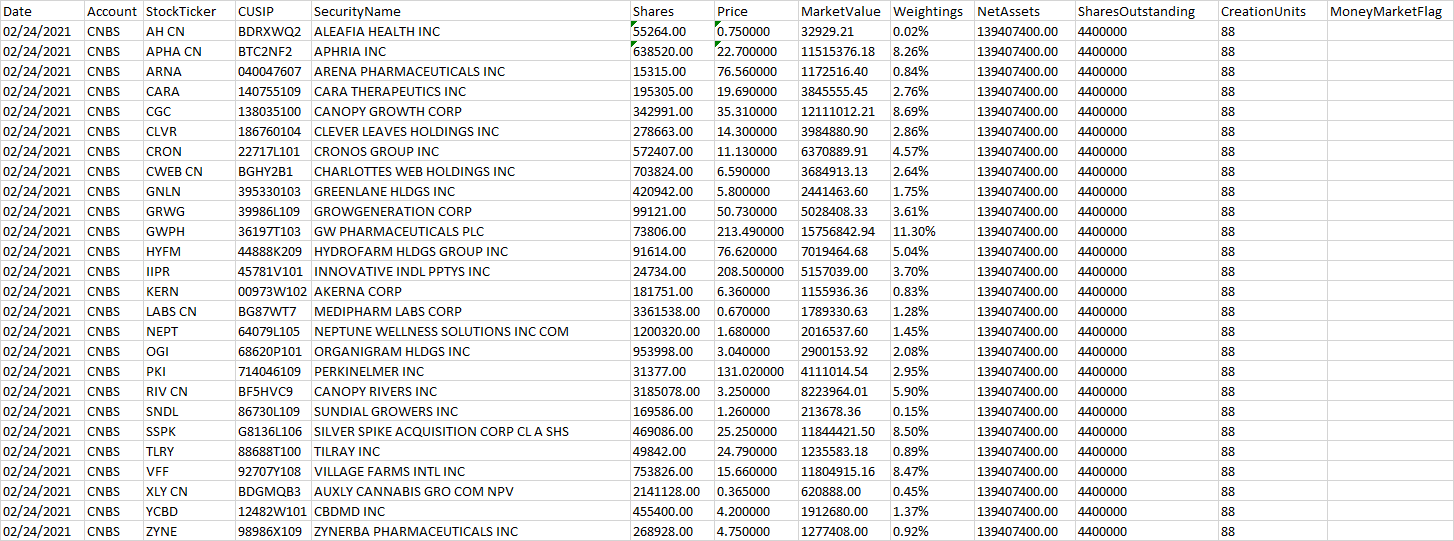 Date Account StockTicker CUSIP SecurityName Shares Price MarketValue Weightings NetAssets SharesOutstanding CreationUnits MoneyMarketFlag
02/24/2021 CNBS AH CN BDRXWQ2 ALEAFIA HEALTH INC 55264.00 0.750000 32929.21 0.02% 139407400.00 4400000 88
02/24/2021 CNBS APHA CN BTC2NF2 APHRIA INC 638520.00 22.700000 11515376.18 8.26% 139407400.00 4400000 88
02/24/2021 CNBS ARNA 040047607 ARENA PHARMACEUTICALS INC 15315.00 76.560000 1172516.40 0.84% 139407400.00 4400000 88
02/24/2021 CNBS CARA 140755109 CARA THERAPEUTICS INC 195305.00 19.690000 3845555.45 2.76% 139407400.00 4400000 88
02/24/2021 CNBS CGC 138035100 CANOPY GROWTH CORP 342991.00 35.310000 12111012.21 8.69% 139407400.00 4400000 88
02/24/2021 CNBS CLVR 186760104 CLEVER LEAVES HOLDINGS INC 278663.00 14.300000 3984880.90 2.86% 139407400.00 4400000 88
02/24/2021 CNBS CRON 22717L101 CRONOS GROUP INC 572407.00 11.130000 6370889.91 4.57% 139407400.00 4400000 88
02/24/2021 CNBS CWEB CN BGHY2B1 CHARLOTTES WEB HOLDINGS INC 703824.00 6.590000 3684913.13 2.64% 139407400.00 4400000 88
02/24/2021 CNBS GNLN 395330103 GREENLANE HLDGS INC 420942.00 5.800000 2441463.60 1.75% 139407400.00 4400000 88
02/24/2021 CNBS GRWG 39986L109 GROWGENERATION CORP 99121.00 50.730000 5028408.33 3.61% 139407400.00 4400000 88
02/24/2021 CNBS GWPH 36197T103 GW PHARMACEUTICALS PLC 73806.00 213.490000 15756842.94 11.30% 139407400.00 4400000 88
02/24/2021 CNBS HYFM 44888K209 HYDROFARM HLDGS GROUP INC 91614.00 76.620000 7019464.68 5.04% 139407400.00 4400000 88
02/24/2021 CNBS IIPR 45781V101 INNOVATIVE INDL PPTYS INC 24734.00 208.500000 5157039.00 3.70% 139407400.00 4400000 88
02/24/2021 CNBS KERN 00973W102 AKERNA CORP 181751.00 6.360000 1155936.36 0.83% 139407400.00 4400000 88
02/24/2021 CNBS LABS CN BG87WT7 MEDIPHARM LABS CORP 3361538.00 0.670000 1789330.63 1.28% 139407400.00 4400000 88
02/24/2021 CNBS NEPT 64079L105 NEPTUNE WELLNESS SOLUTIONS INC COM 1200320.00 1.680000 2016537.60 1.45% 139407400.00 4400000 88
02/24/2021 CNBS OGI 68620P101 ORGANIGRAM HLDGS INC 953998.00 3.040000 2900153.92 2.08% 139407400.00 4400000 88
02/24/2021 CNBS PKI 714046109 PERKINELMER INC 31377.00 131.020000 4111014.54 2.95% 139407400.00 4400000 88
02/24/2021 CNBS RIV CN BF5HVC9 CANOPY RIVERS INC 3185078.00 3.250000 8223964.01 5.90% 139407400.00 4400000 88
02/24/2021 CNBS SNDL 86730L109 SUNDIAL GROWERS INC 169586.00 1.260000 213678.36 0.15% 139407400.00 4400000 88
02/24/2021 CNBS SSPK G8136L106 SILVER SPIKE ACQUISITION CORP CL A SHS 469086.00 25.250000 11844421.50 8.50% 139407400.00 4400000 88
02/24/2021 CNBS TLRY 88688T100 TILRAY INC 49842.00 24.790000 1235583.18 0.89% 139407400.00 4400000 88
02/24/2021 CNBS VFF 92707Y108 VILLAGE FARMS INTL INC 753826.00 15.660000 11804915.16 8.47% 139407400.00 4400000 88
02/24/2021 CNBS XLY CN BDGMQB3 AUXLY CANNABIS GRO COM NPV 2141128.00 0.365000 620888.00 0.45% 139407400.00 4400000 88
02/24/2021 CNBS YCBD 12482W101 CBDMD INC 455400.00 4.200000 1912680.00 1.37% 139407400.00 4400000 88
02/24/2021 CNBS ZYNE 98986X109 ZYNERBA PHARMACEUTICALS INC 268928.00 4.750000 1277408.00 0.92% 139407400.00 4400000 88